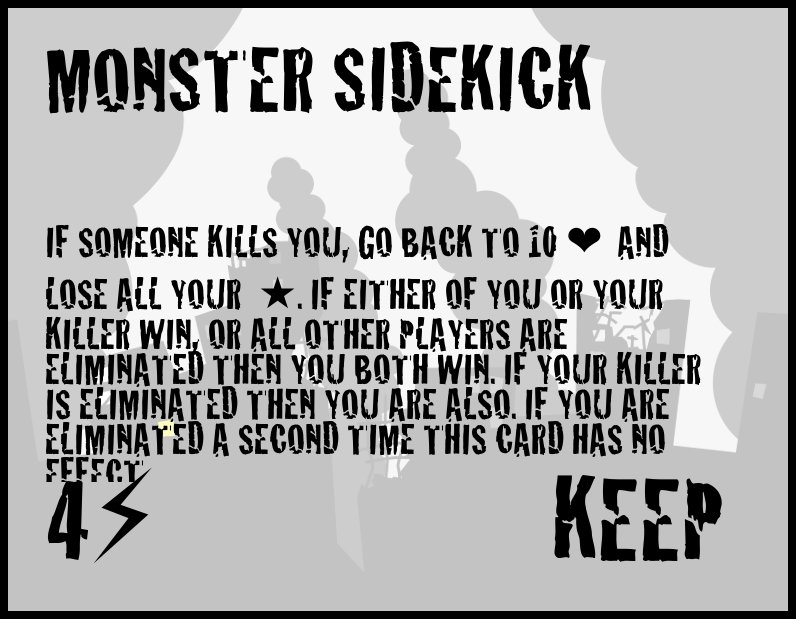 MONSTER SIDEKICK
IF SOMEONE KILLS YOU, GO BACK TO 10 ❤ AND
LOSE ALL YOUR ★. IF EITHER OF YOU OR YOUR
KILLER WIN, OR ALL OTHER PLAYERS ARE
ELIMINATED THEN YOU BOTH WIN. IF YOUR KILLER
IS ELIMINATED THEN YOU ARE ALSO. IF YOU ARE
ELIMINATED A SECOND TIME THIS CARD HAS NO
EFFECT.
4⚡ KEEP